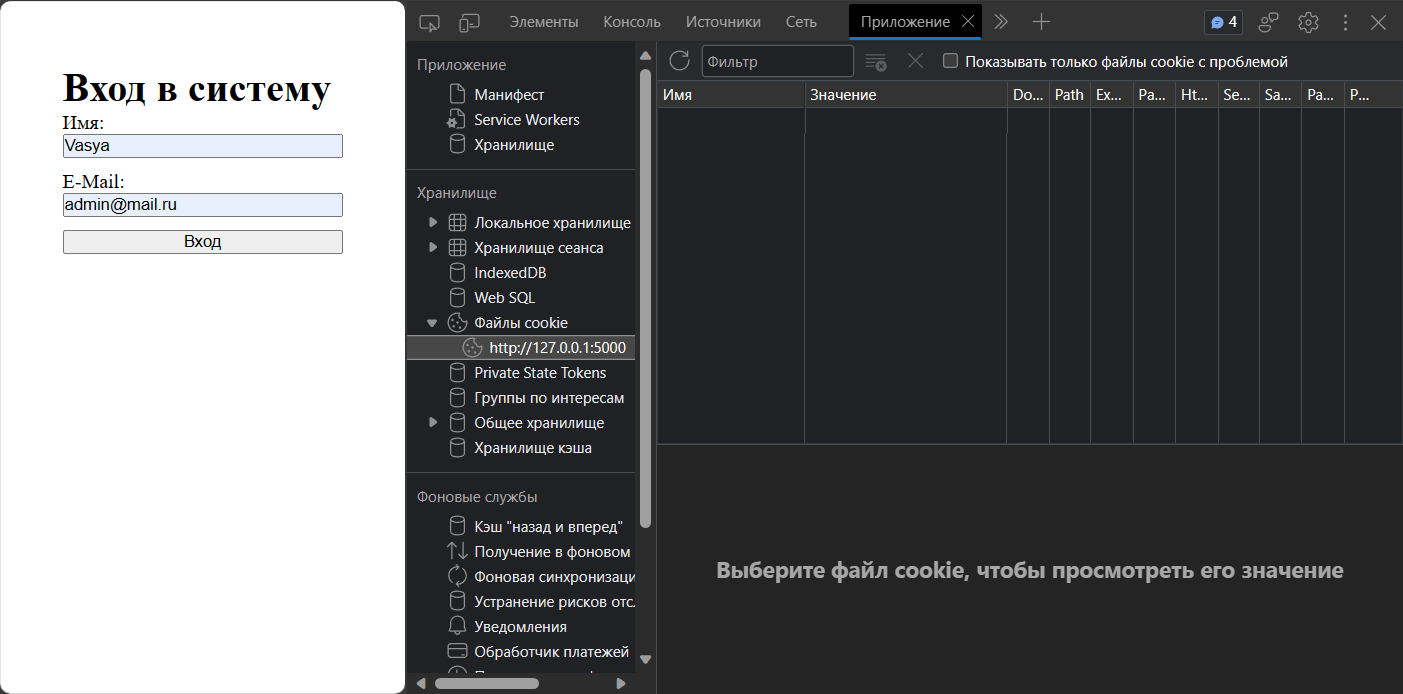 Вход в систему
Имя:
Vasya
E-Mail:
admin@mail.ru
Вход
Элементы Консоль Источники Сеть Приложение 4
Приложение
Манифест
Service Workers
Хранилище
Хранилище
Локальное хранилище
Хранилище сеанса
IndexedDB
Web SQL
Файлы cookie
http://127.0.0.1:5000
Private State Tokens
Группы по интересам
Общее хранилище
Хранилище кэша
Фоновые службы
Кэш "назад и вперед"
Получение в фоновом
Фоновая синхронизаци
Устранение рисков отс
Уведомления
Обработчик платежей
Фильтр Показывать только файлы cookie с проблемой
Имя Значение Do... Path Ex... Pa... Ht... Se... Sa... Pa... P...
Выберите файл cookie, чтобы просмотреть его значение